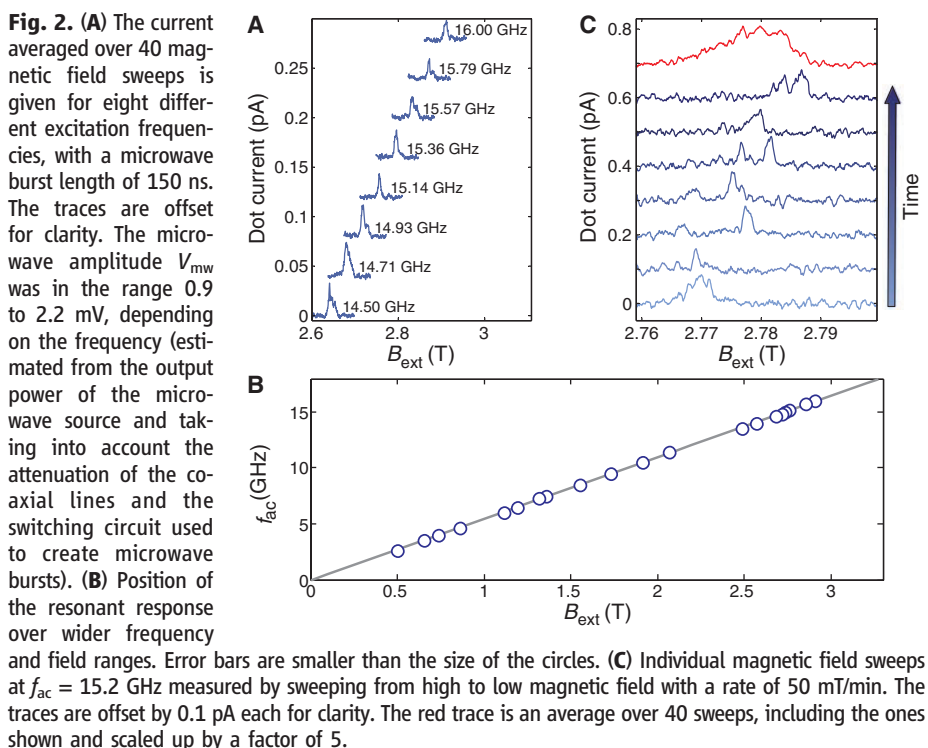 Fig. 2. (A) The current
averaged over 40 mag-
netic field sweeps is
given for eight differ-
ent excitation frequen-
cies, with a microwave
burst length of 150 ns.
The traces are offset
for clarity. The micro-
wave amplitude Vmw
was in the range 0.9
to 2.2 mV, depending
on the frequency (esti-
mated from the output
power of the micro-
wave source and tak-
ing into account the
attenuation of the co-
axial lines and the
switching circuit used
to create microwave
bursts). (B) Position of
the resonant response
over wider frequency
and field ranges. Error bars are smaller than the size of the circles. (C) Individual magnetic field sweeps
at fac = 15.2 GHz measured by sweeping from high to low magnetic field with a rate of 50 mT/min. The
traces are offset by 0.1 pA each for clarity. The red trace is an average over 40 sweeps, including the ones
shown and scaled up by a factor of 5.
A
Dot current (pA)
0.25
0.2
0.15
0.1
0.05
0
16.00 GHz
15.79 GHz
15.57 GHz
15.36 GHz
15.14 GHz
14.93 GHz
14.71 GHz
14.50 GHz
2.6 2.8 3
Bext (T)
C
Dot current (pA)
0.8
0.6
0.4
0.2
0
2.76 2.77 2.78 2.79
Bext (T)
Time
B
fac(GHz)
15
10
5
0
0 0.5 1 1.5 2 2.5 3
Bext (T)